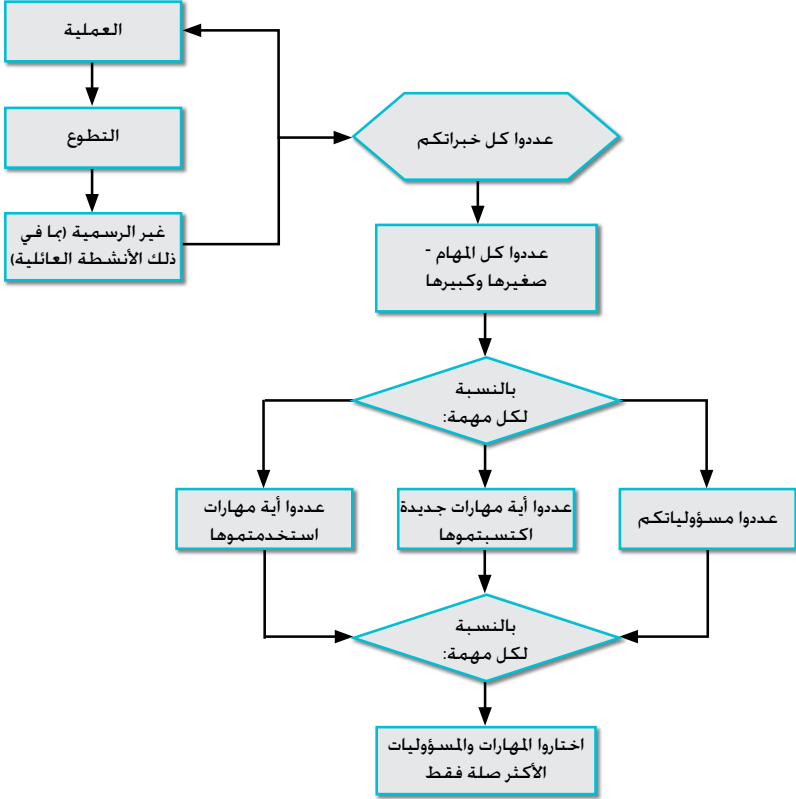 العملية
التطوع
غير الرسمية (بما في
ذلك الأنشطة العائلية)
عددوا كل خبراتكم
عددوا كل المهام -
صغيرها وكبيرها
بالنسبة
لكل مهمة:
عددوا مسؤولياتكم
عددوا أية مهارات جديدة
اكتسبتموها
عددوا أية مهارات
استخدمتموها
بالنسبة
لكل مهمة:
اختاروا المهارات والمسؤوليات
الأكثر صلة فقط